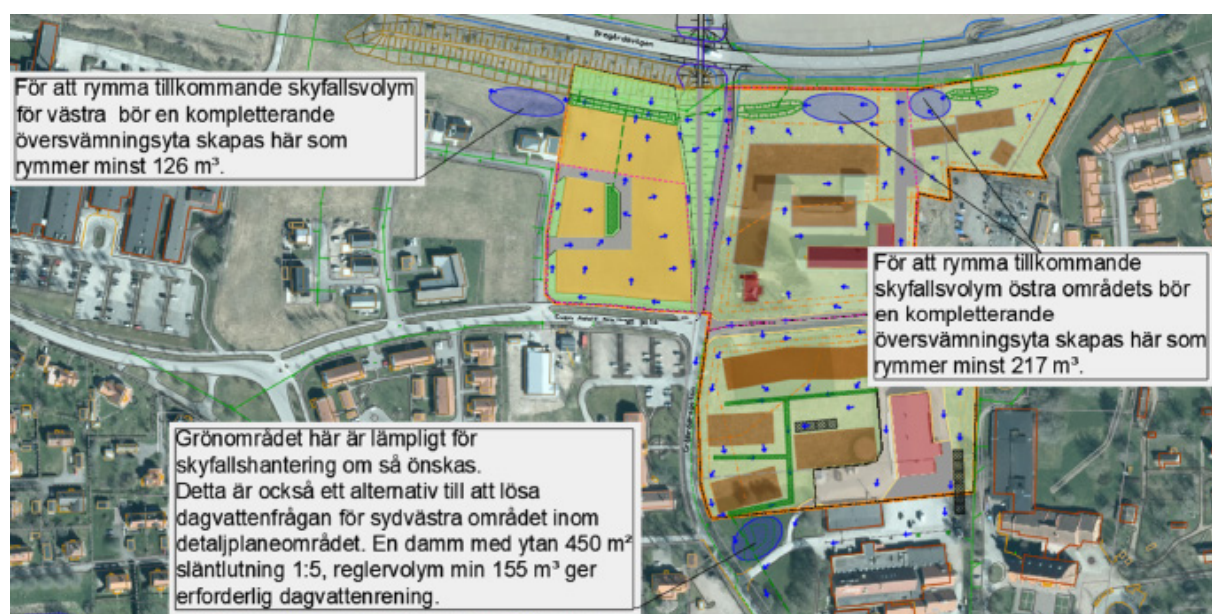 För att rymma tillkommande skyfallsvolym
för västra bör en kompletterande
översvämningsyta skapas här som
rymmer minst 126 m³.
För att rymma tillkommande
skyfallsvolym östra områdets bör
en kompletterande
översvämningsyta skapas här som
rymmer minst 217 m³.
Grönområdet här är lämpligt för
skyfallshantering om så önskas.
Detta är också ett alternativ till att lösa
dagvattenfrågan för sydvästra området inom
detaljplaneområdet. En damm med ytan 450 m²
släntlutning 1:5, reglervolym min 155 m³ ger
erforderlig dagvattenrening.